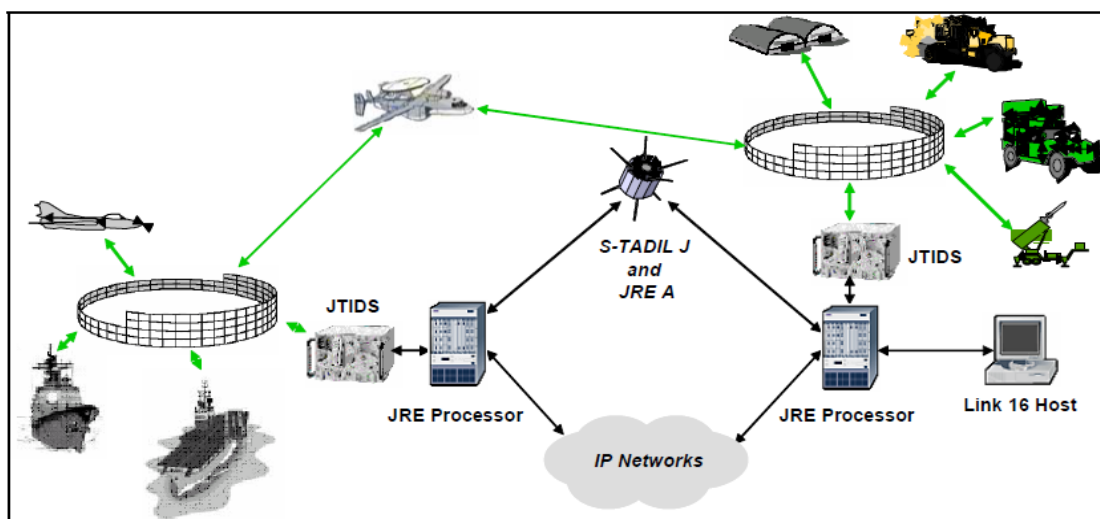 S-TADIL J
and
JRE A
JTIDS
JTIDS
JRE Processor
JRE Processor
Link 16 Host
IP Networks